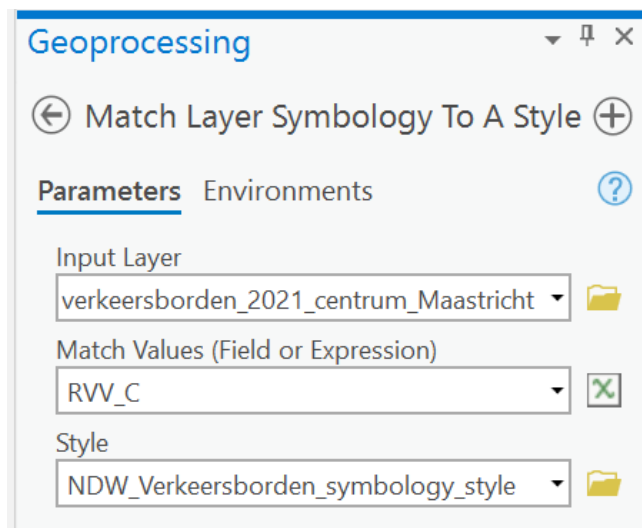 Geoprocessing
Match Layer Symbology To A Style
Parameters Environments
Input Layer
verkeersborden_2021_centrum_Maastricht
Match Values (Field or Expression)
RVV_C
Style
NDW_Verkeersborden_symbology_style